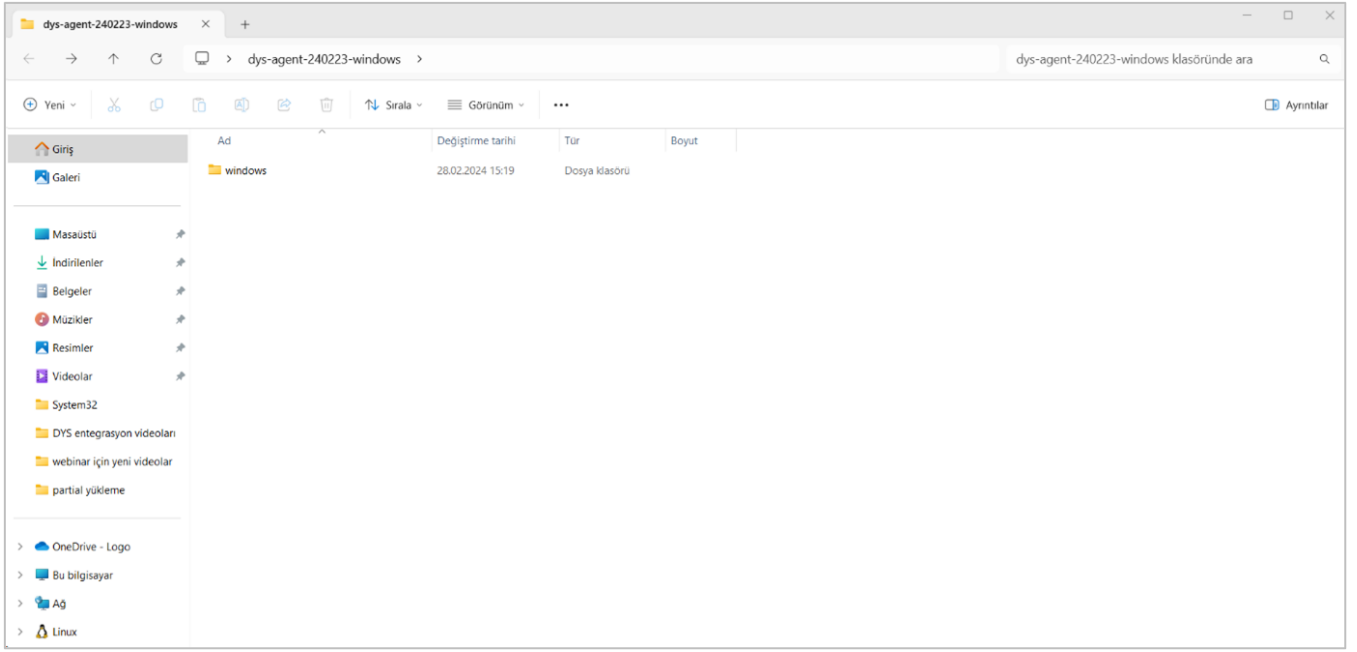 dys-agent-240223-windows
dys-agent-240223-windows
dys-agent-240223-windows klasöründe ara
Yeni
Sırala
Görünüm
Ayrıntılar
Giriş
Galeri
Masaüstü
İndirilenler
Belgeler
Müzikler
Resimler
Videolar
System32
DYS entegrasyon videoları
webinar için yeni videolar
partial yükleme
OneDrive - Logo
Bu bilgisayar
Ağ
Linux
Ad Değiştirme tarihi Tür Boyut
windows 28.02.2024 15:19 Dosya klasörü